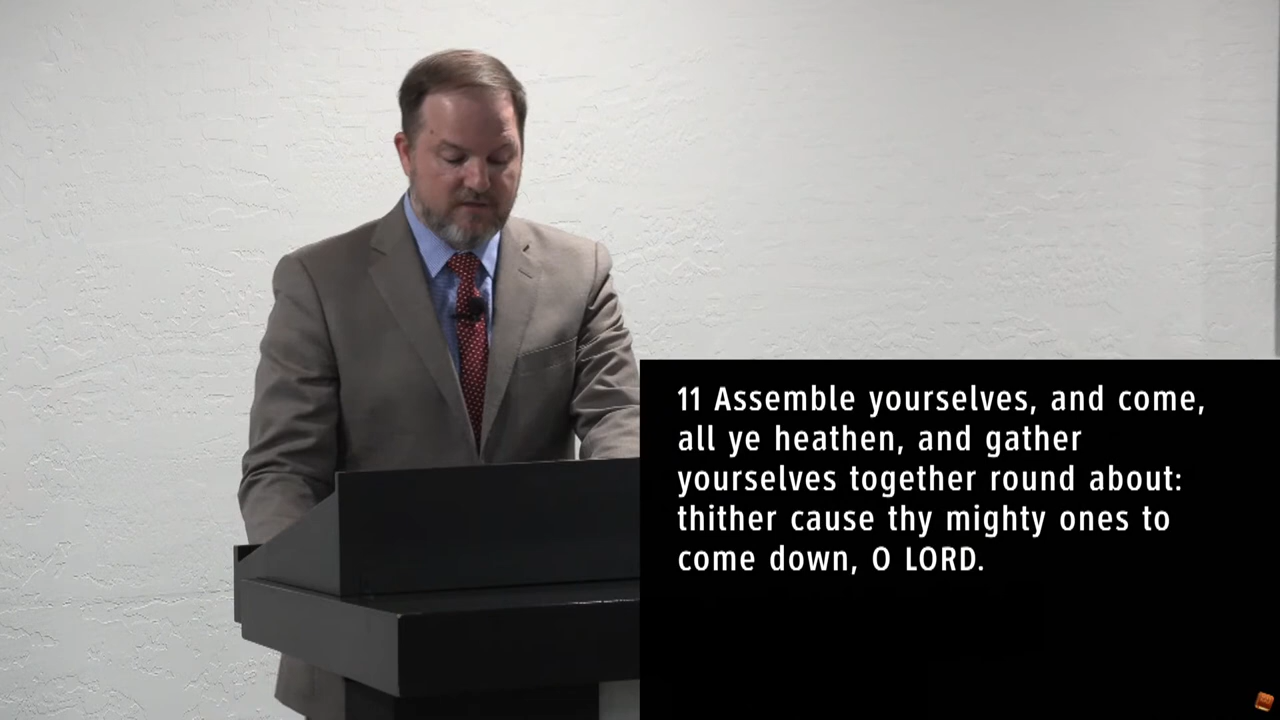 11 Assemble yourselves, and come,
all ye heathen, and gather
yourselves together round about:
thither cause thy mighty ones to
come down, O LORD.